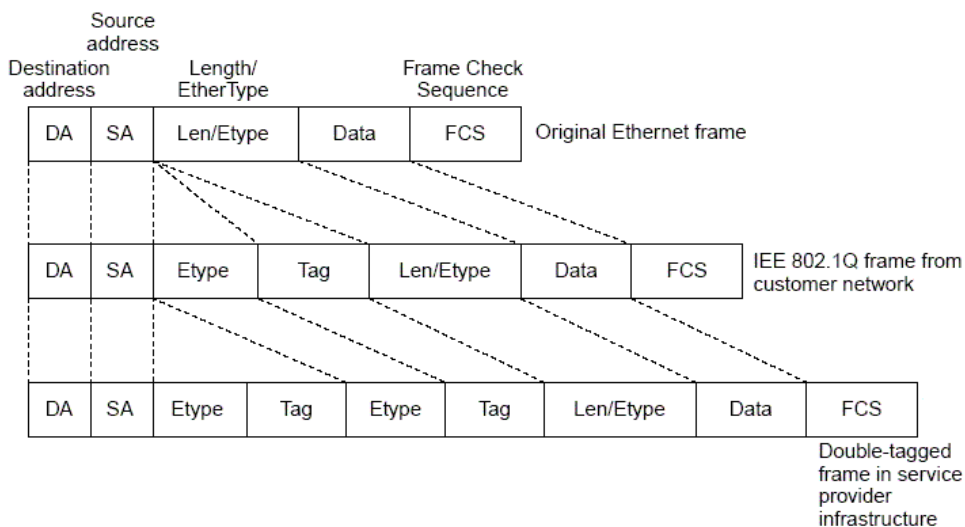 Source
address
Destination
address
Length/
EtherType
Frame Check
Sequence
DA SA Len/Etype Data FCS
Original Ethernet frame
DA SA Etype Tag Len/Etype Data FCS
IEE 802.1Q frame from
customer network
DA SA Etype Tag Etype Tag Len/Etype Data FCS
Double-tagged
frame in service
provider
infrastructure